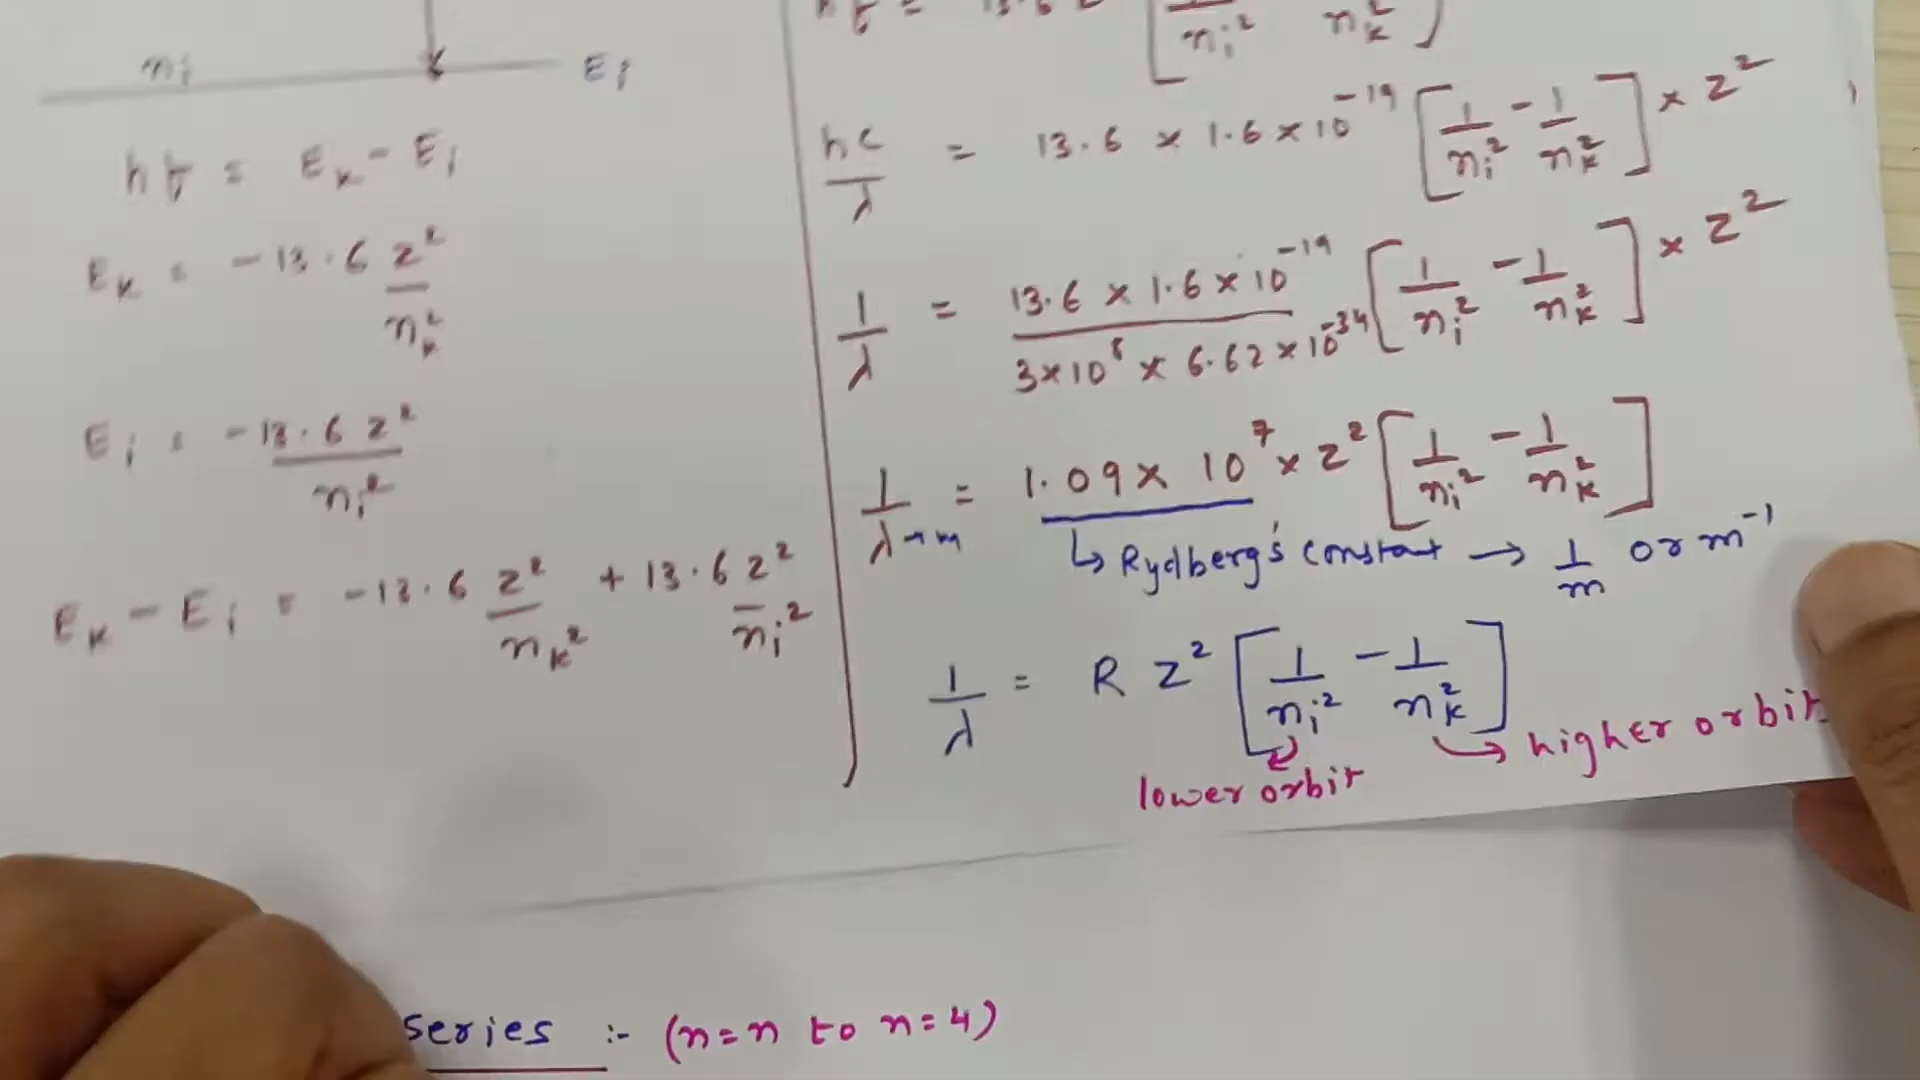 nᵢ Eᵢ
hf = Eₖ - Eᵢ
Eₖ = -13.6 z²/nₖ²
Eᵢ = -13.6 z²/nᵢ²
Eₖ - Eᵢ = -13.6 z²/nₖ² + 13.6 z²/nᵢ²
nᵢ² nₖ²
hc/λ = 13.6 × 1.6 × 10⁻¹⁹ [1/nᵢ² - 1/nₖ²] × Z²
1/λ = 13.6 × 1.6 × 10⁻¹⁹ / 3×10⁸ × 6.62 × 10⁻³⁴ [1/nᵢ² - 1/nₖ²] × Z²
1/λ = 1.09 × 10⁷ × Z² [1/nᵢ² - 1/nₖ²]
↳ Rydberg's constant → 1/m or m⁻¹
1/λ = R Z² [1/nᵢ² - 1/nₖ²]
→ higher orbit
lower orbit
series :- (n=n to n=4)